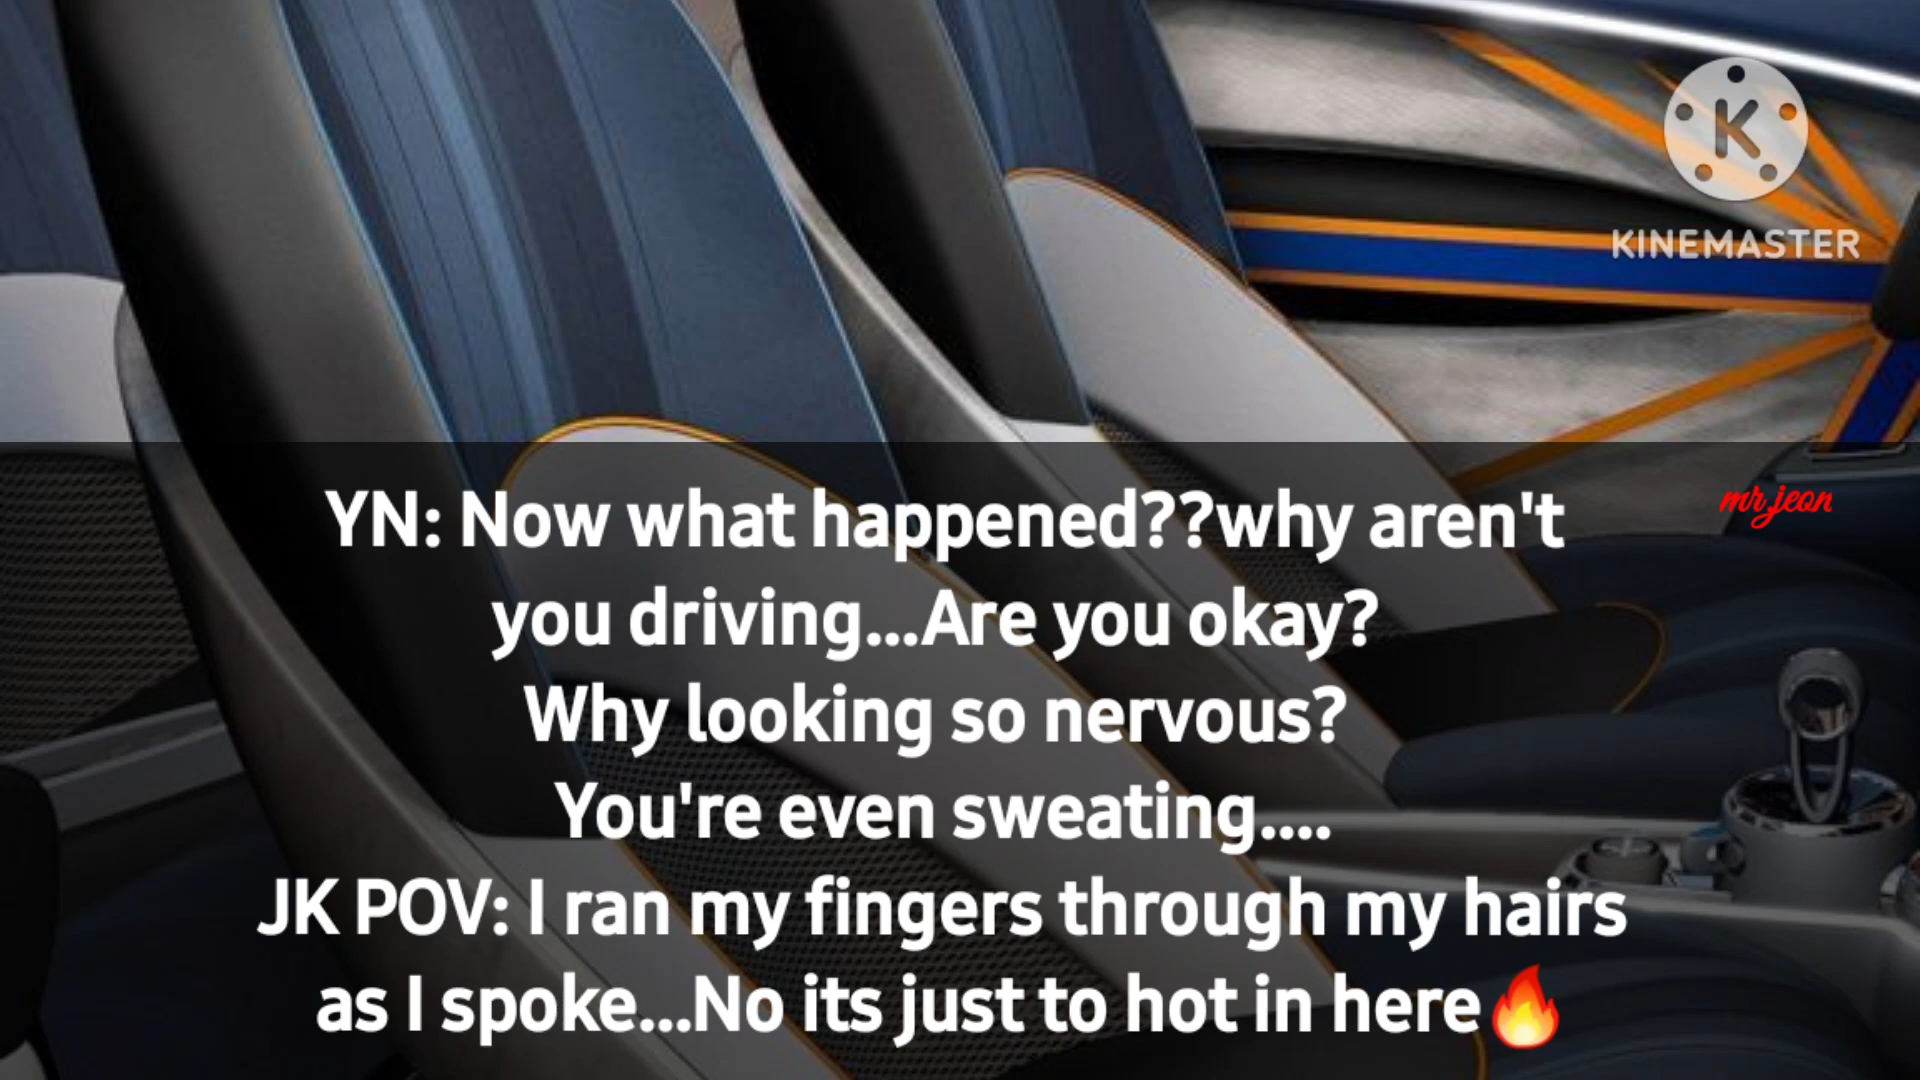 K
KINEMASTER
YN: Now what happened??why aren't
mr jeon
you driving...Are you okay?
Why looking so nervous?
You're even sweating....
JK POV: I ran my fingers through my hairs
as I spoke...No its just to hot in here🔥